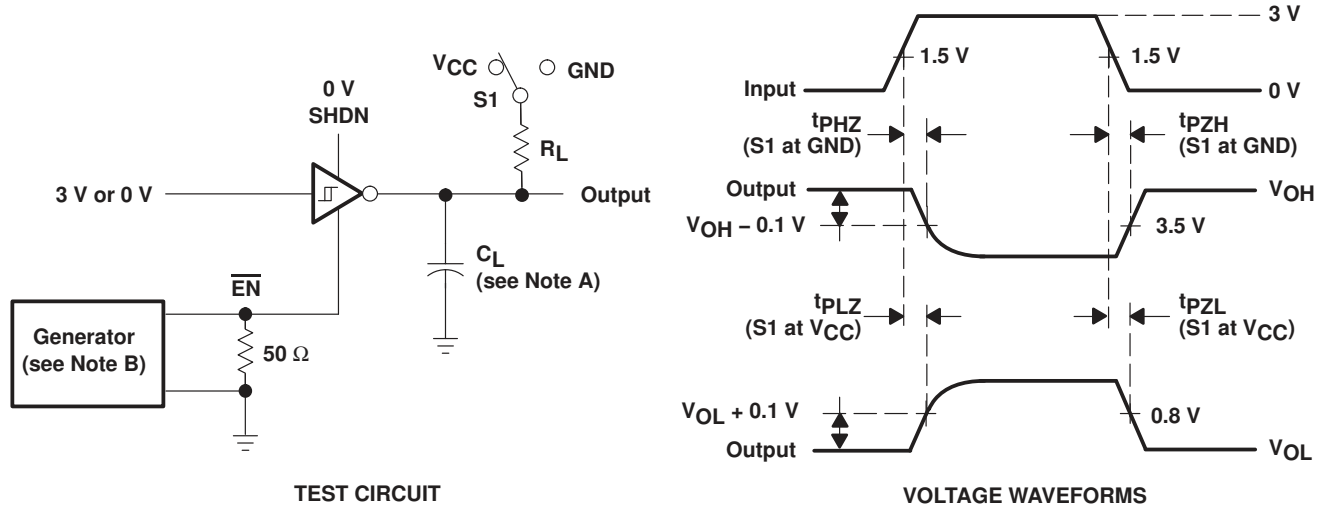 VCC
GND
S1
0 V
SHDN
RL
3 V or 0 V
Output
CL
(see Note A)
EN
Generator
(see Note B)
50 Ω
TEST CIRCUIT
3 V
1.5 V
1.5 V
Input
0 V
tPHZ
(S1 at GND)
tPZH
(S1 at GND)
Output
VOH
VOH – 0.1 V
3.5 V
tPLZ
(S1 at VCC)
tPZL
(S1 at VCC)
VOL + 0.1 V
0.8 V
Output
VOL
VOLTAGE WAVEFORMS